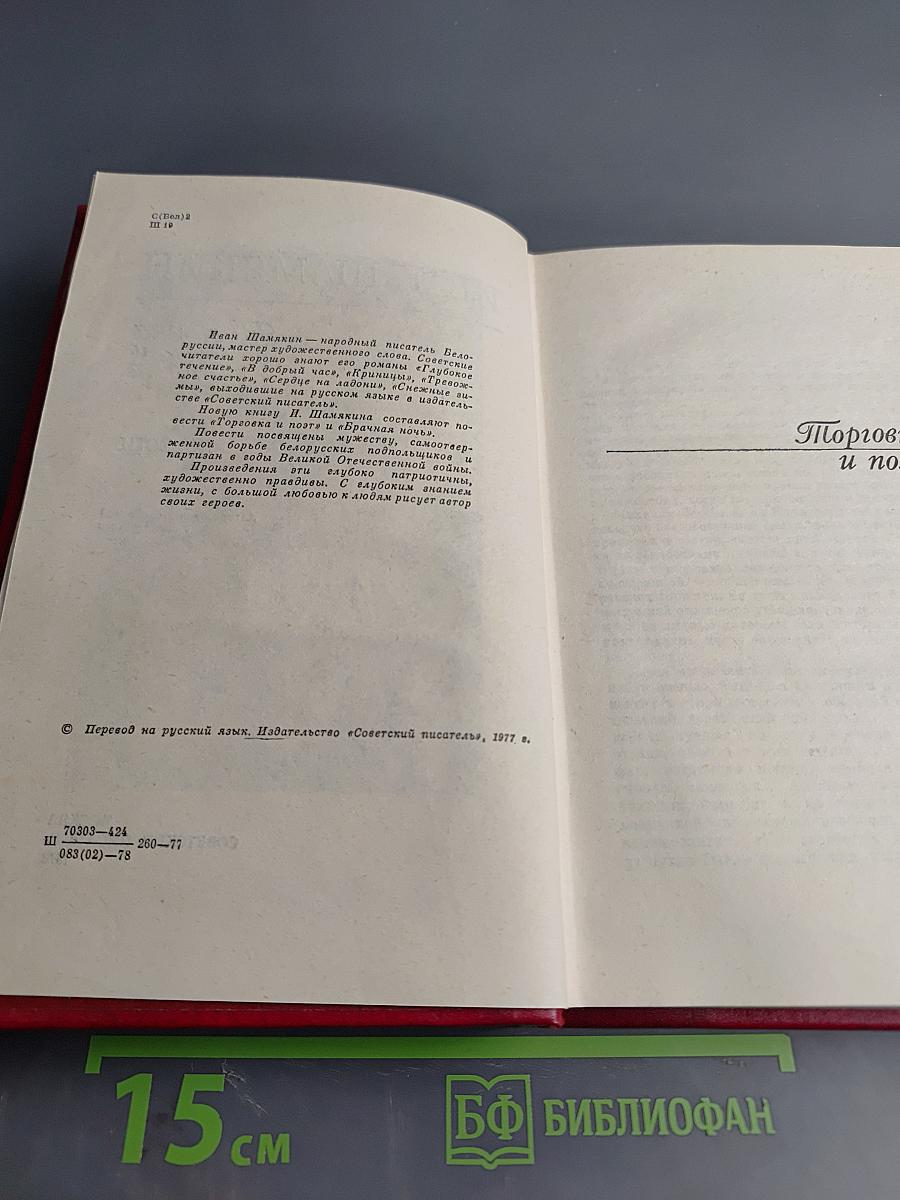 С(Бел)2
Ш 19
Иван Шамякин — народный писатель Бело-
руссии, мастер художественного слова. Советские
читатели хорошо знают его романы «Глубокое
течение», «В добрый час», «Криницы», «Тревож-
ное счастье», «Сердце на ладони», «Снежные зи-
мы», выходившие на русском языке в издатель-
стве «Советский писатель».
Новую книгу И. Шамякина составляют по-
вести «Торговка и поэт» и «Брачная ночь».
Повести посвящены мужеству, самоотвер-
женной борьбе белорусских подпольщиков и
партизан в годы Великой Отечественной войны.
Произведения эти глубоко патриотичны,
художественно правдивы. С глубоким знанием
жизни, с большой любовью к людям рисует автор
своих героев.
© Перевод на русский язык. Издательство «Советский писатель», 1977 г.
Ш 70303—424
083(02)—78 260—77
Торгов
и поэ
15 см
БФ БИБЛИОФАН